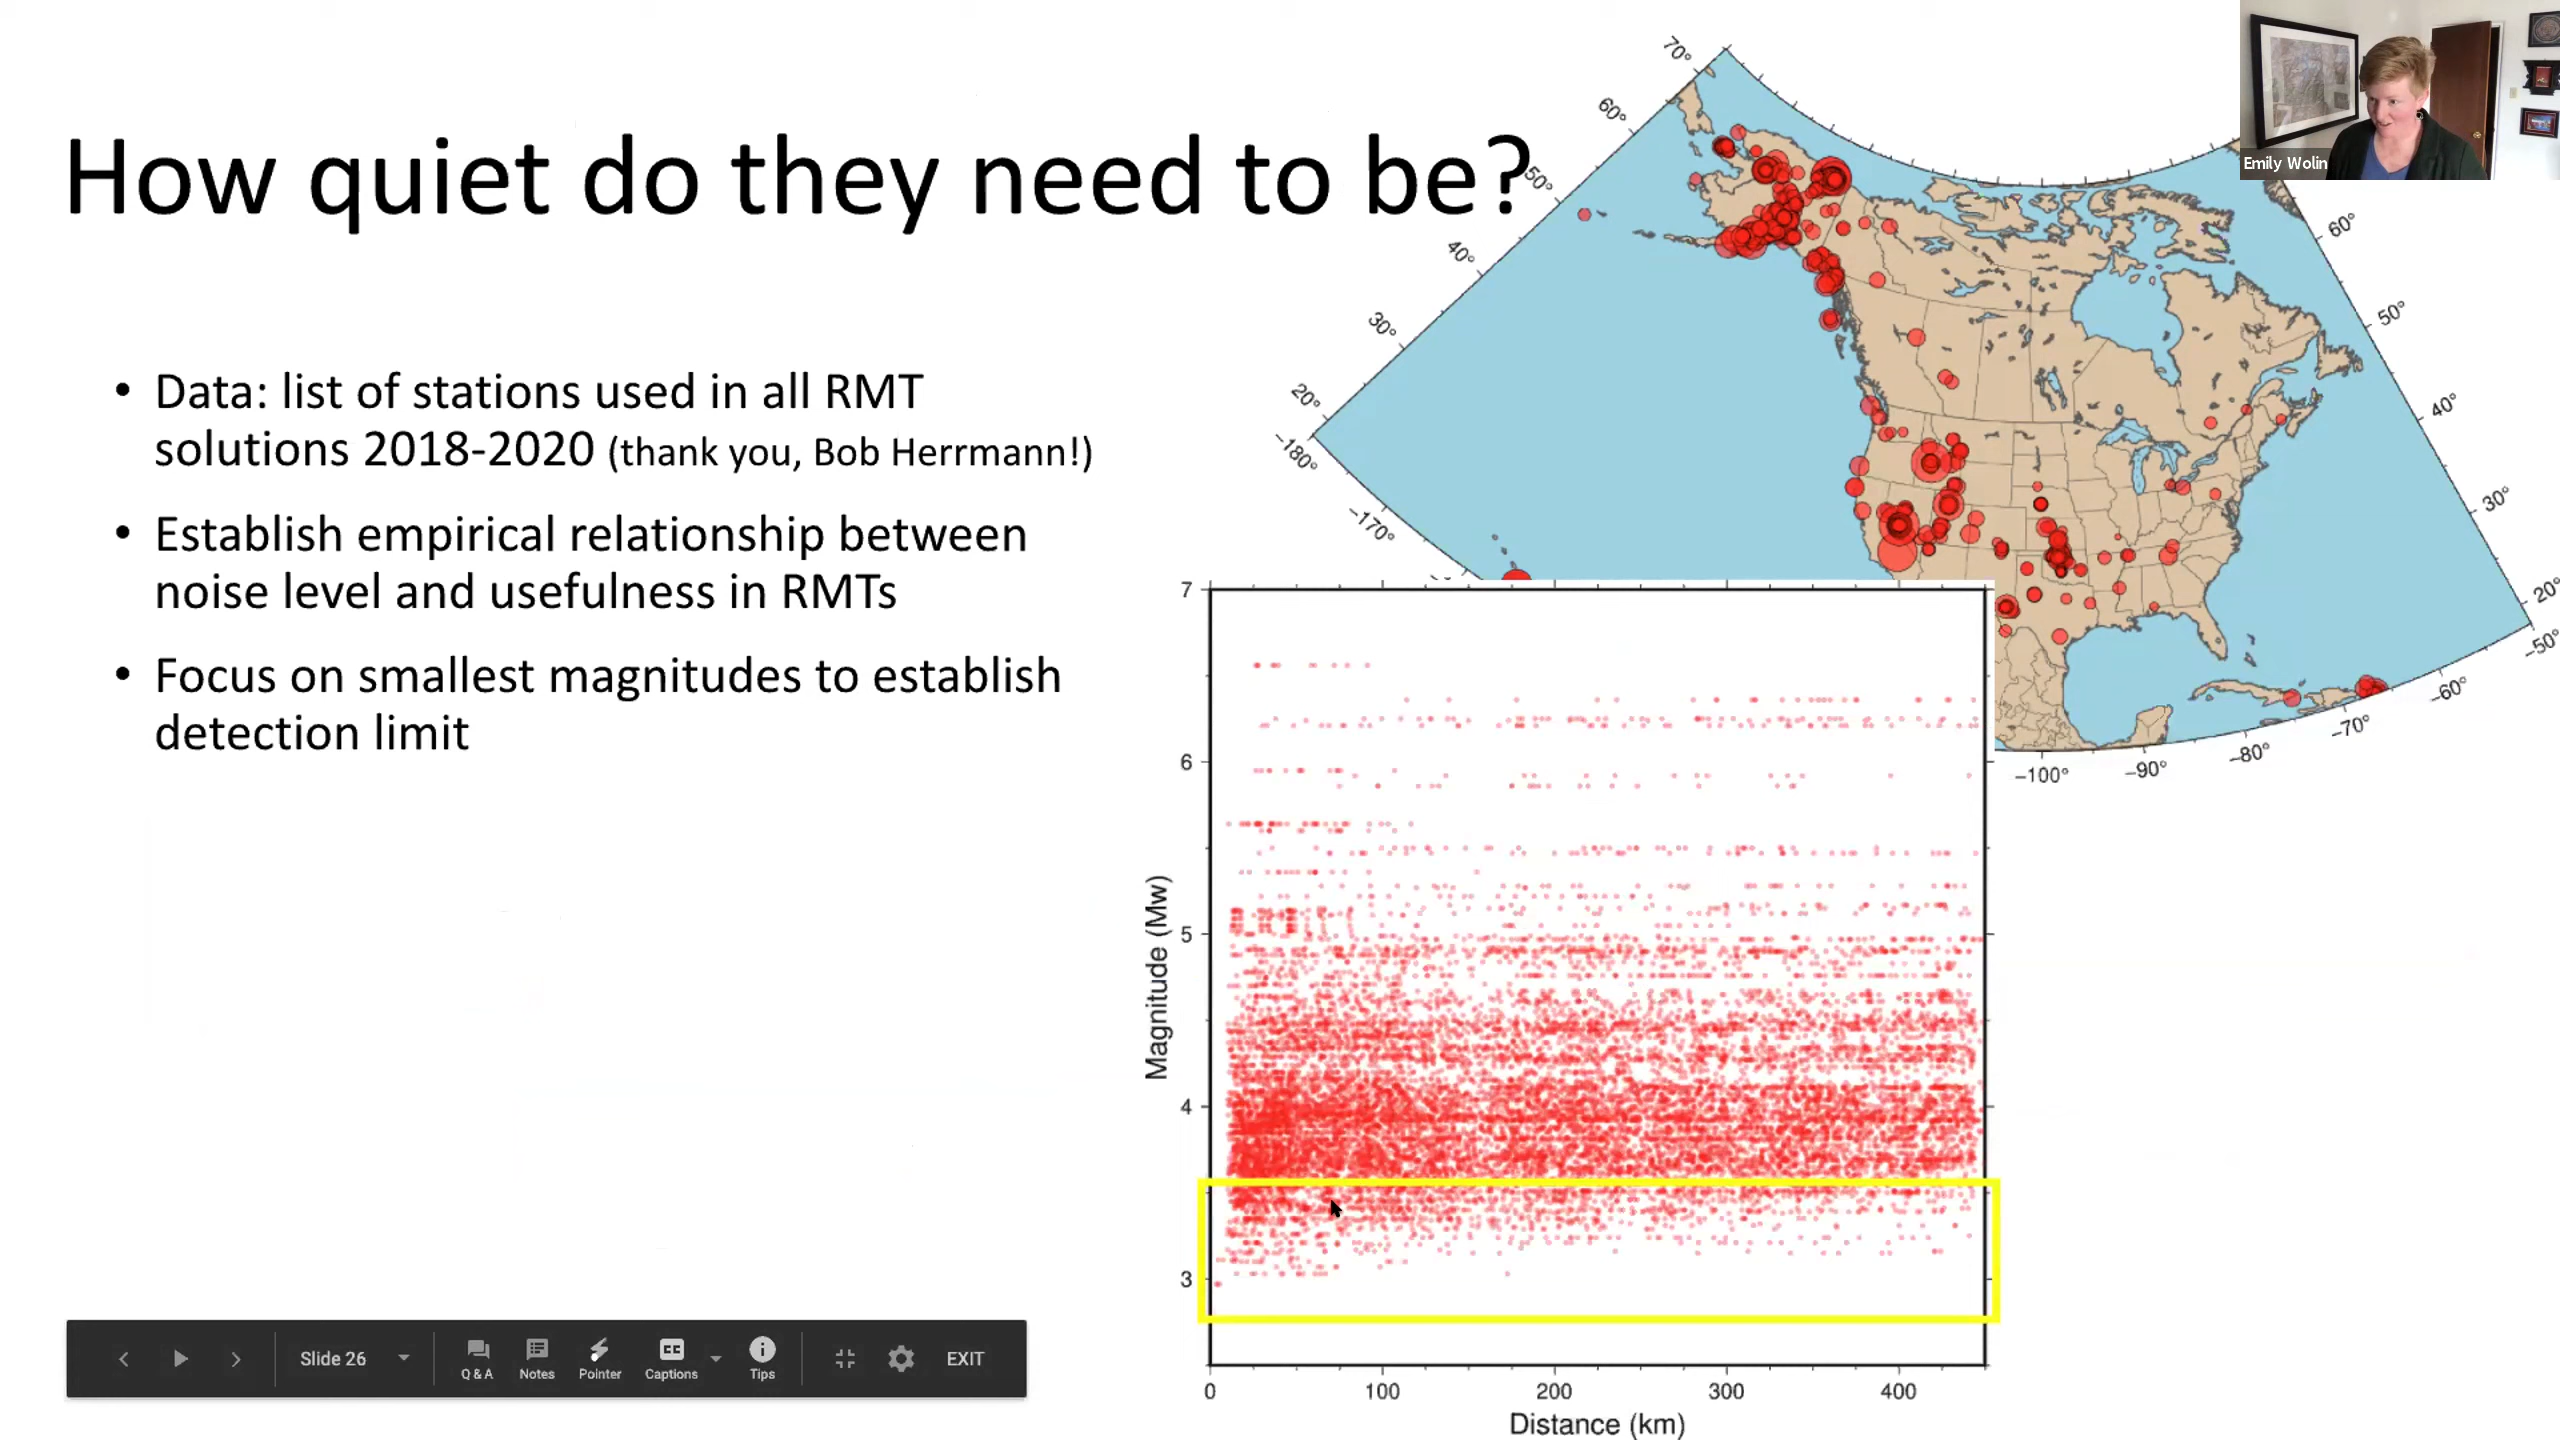 How quiet do they need to be?
• Data: list of stations used in all RMT
solutions 2018-2020 (thank you, Bob Herrmann!)
• Establish empirical relationship between
noise level and usefulness in RMTs
• Focus on smallest magnitudes to establish
detection limit
70°
60°
50°
40°
30°
20°
−180°
−170°
60°
50°
40°
30°
20°
−50°
−60°
−70°
−80°
−90°
−100°
Emily Wolin
7
6
5
4
3
Magnitude (Mw)
0 100 200 300 400
Distance (km)
Slide 26
Q & A
Notes
Pointer
CC
Captions
Tips
EXIT